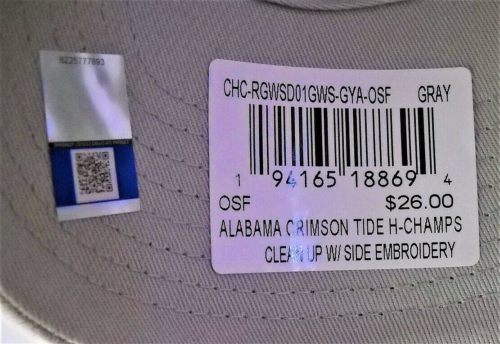 BZ25777893
CHC-RGWSD01GWS-GYA-OSF GRAY
1 94165 18869 4
OSF $26.00
ALABAMA CRIMSON TIDE H-CHAMPS
CLEAN UP W/ SIDE EMBROIDERY